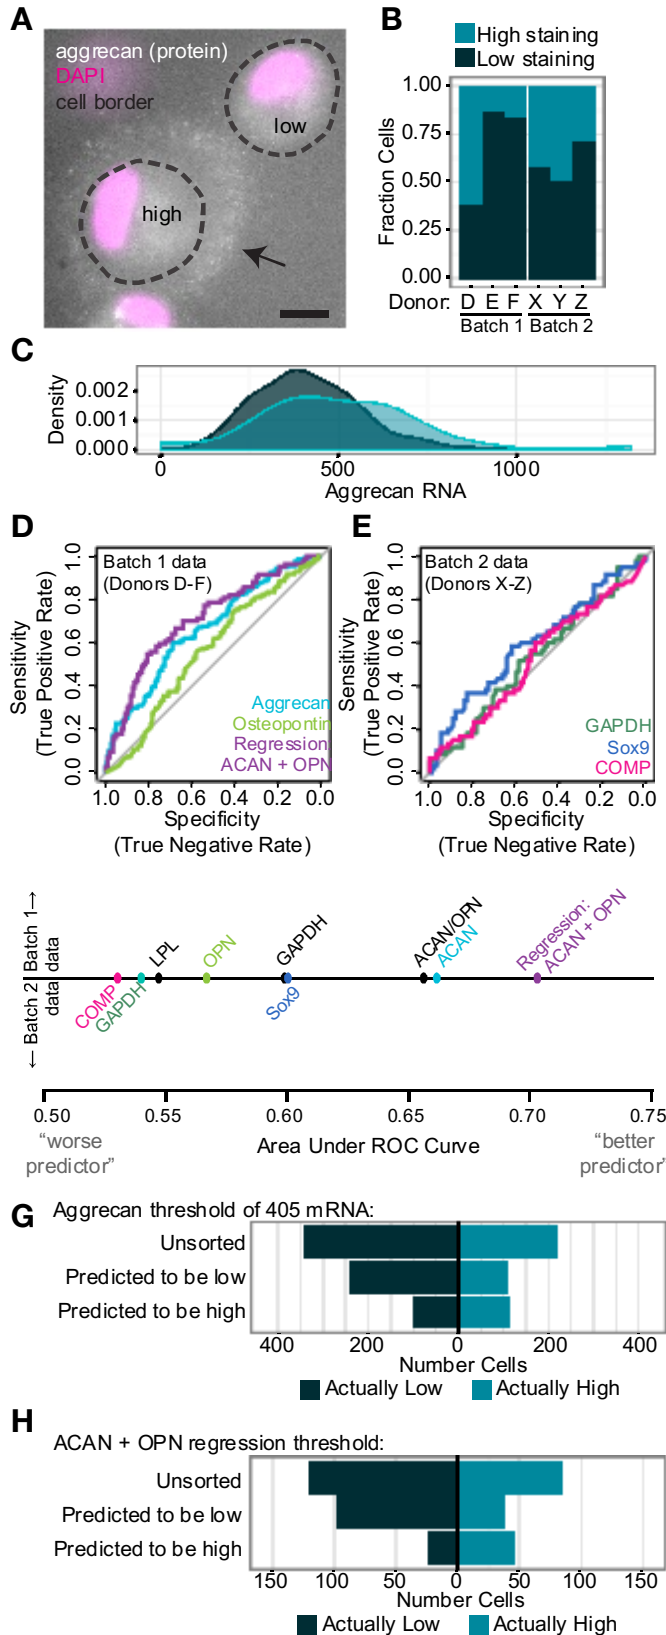 A
aggrecan (protein)
DAPI
cell border
low
high
B
High staining
Low staining
Fraction Cells
1.00
0.75
0.50
0.25
0.00
Donor: D E F X Y Z
Batch 1 Batch 2
C
Density
0.002
0.001
0.000
0 500 1000
Aggrecan RNA
D
Batch 1 data
(Donors D-F)
Sensitivity
(True Positive Rate)
1.0
0.8
0.6
0.4
0.2
0.0
Aggrecan
Osteopontin
Regression:
ACAN + OPN
1.0 0.8 0.6 0.4 0.2 0.0
Specificity
(True Negative Rate)
E
Batch 2 data
(Donors X-Z)
Sensitivity
(True Positive Rate)
1.0
0.8
0.6
0.4
0.2
0.0
GAPDH
Sox9
COMP
1.0 0.8 0.6 0.4 0.2 0.0
Specificity
(True Negative Rate)
Batch 1→
data
← Batch 2
data
COMP
GAPDH
LPL
OPN
GAPDH
Sox9
ACAN/OPN
ACAN
Regression:
ACAN + OPN
0.50 0.55 0.60 0.65 0.70 0.75
"worse
predictor"
Area Under ROC Curve
"better
predictor"
G
Aggrecan threshold of 405 mRNA:
Unsorted
Predicted to be low
Predicted to be high
400 200 0 200 400
Number Cells
Actually Low Actually High
H
ACAN + OPN regression threshold:
Unsorted
Predicted to be low
Predicted to be high
150 100 50 0 50 100 150
Number Cells
Actually Low Actually High